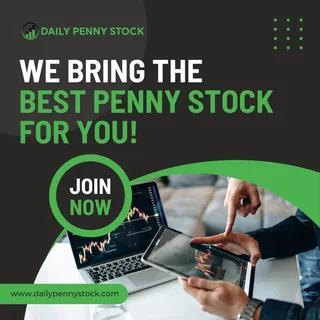 DAILY PENNY STOCK
WE BRING THE
BEST PENNY STOCK
FOR YOU!
JOIN
NOW
www.dailypennystock.com